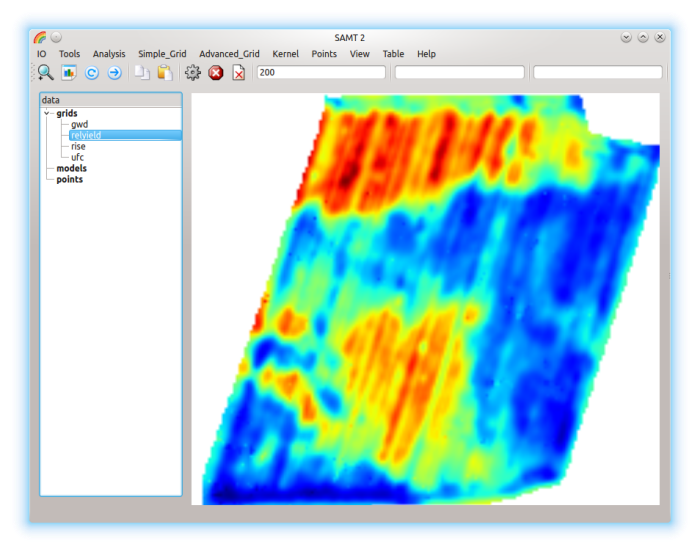 SAMT 2
IO Tools Analysis Simple_Grid Advanced_Grid Kernel Points View Table Help
200
data
grids
gwd
relyield
rise
ufc
models
points